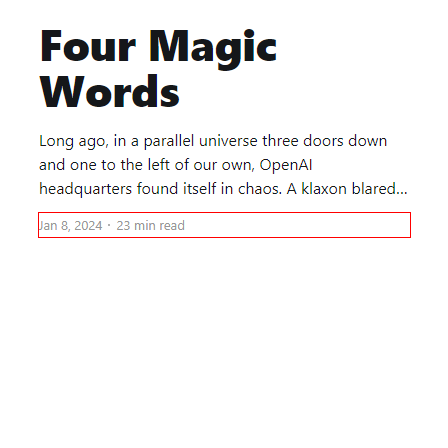 Four Magic
Words
Long ago, in a parallel universe three doors down
and one to the left of our own, OpenAI
headquarters found itself in chaos. A klaxon blared...
Jan 8, 2024 · 23 min read